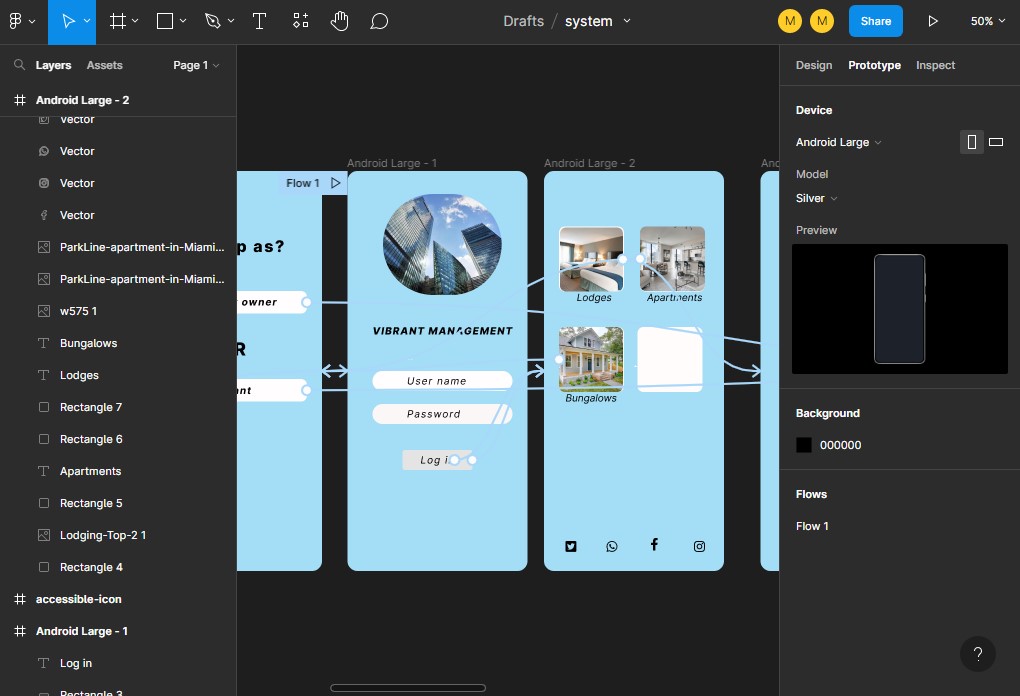 Drafts / system
M
M
Share
50%
Layers
Assets
Page 1
Design
Prototype
Inspect
Android Large - 2
Vector
Vector
Vector
Vector
ParkLine-apartment-in-Miami...
ParkLine-apartment-in-Miami...
w575 1
Bungalows
Lodges
Rectangle 7
Rectangle 6
Apartments
Rectangle 5
Lodging-Top-2 1
Rectangle 4
accessible-icon
Android Large - 1
Log in
Rectangle 3
Flow 1
p as?
owner
R
nt
Android Large - 1
VIBRANT MANAGEMENT
User name
Password
Log i
Android Large - 2
Lodges
Apartments
Bungalows
And
Device
Android Large
Model
Silver
Preview
Background
000000
Flows
Flow 1
?